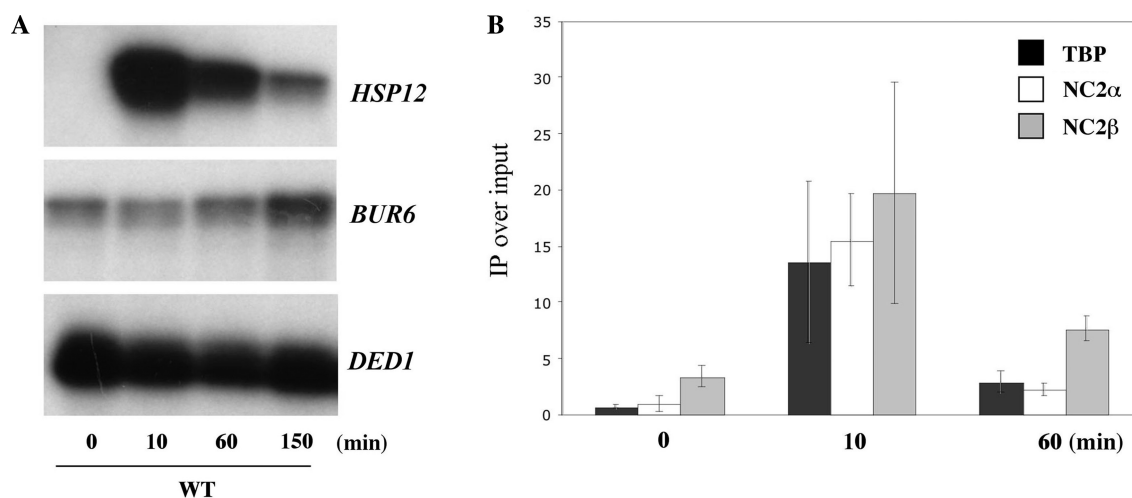 A
HSP12
BUR6
DED1
0 10 60 150 (min)
WT
B
35
30
25
20
15
10
5
0
IP over input
TBP
NC2α
NC2β
0 10 60 (min)